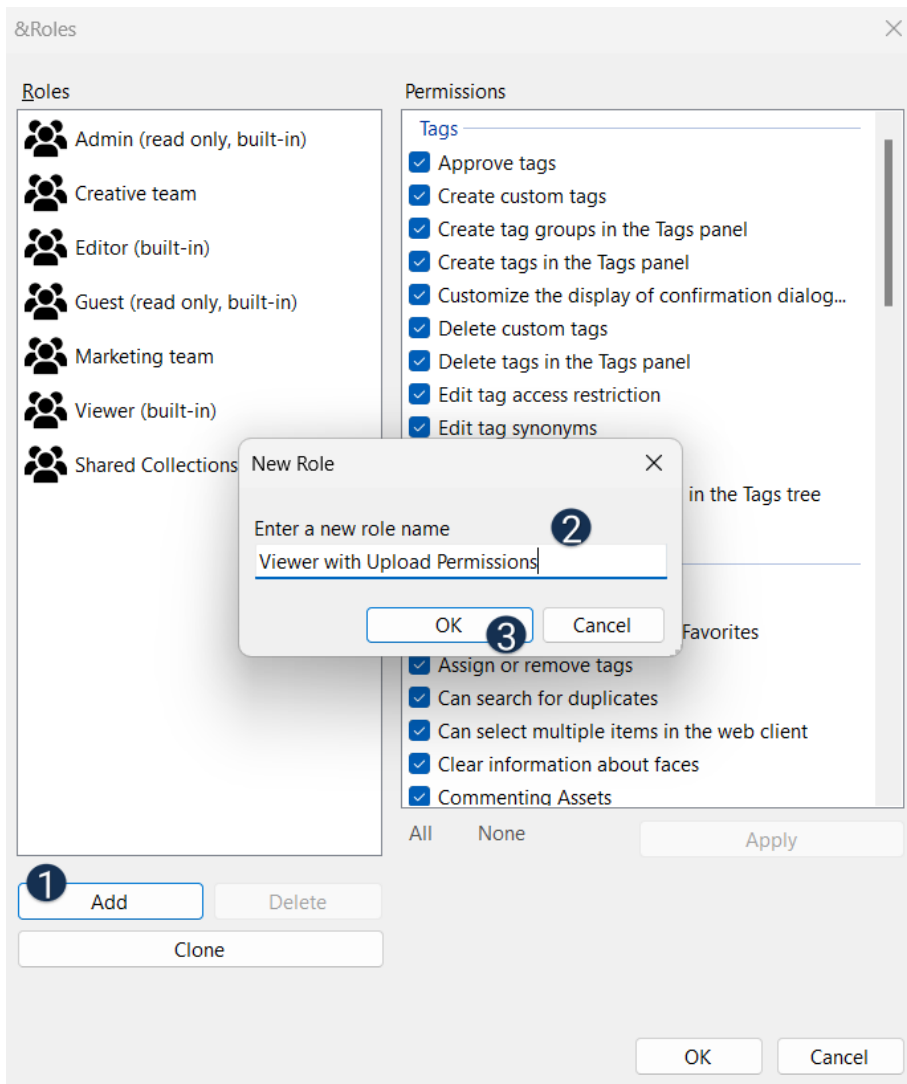 &Roles
Roles
Admin (read only, built-in)
Creative team
Editor (built-in)
Guest (read only, built-in)
Marketing team
Viewer (built-in)
Shared Collections
1
Add
Delete
Clone
Permissions
Tags
Approve tags
Create custom tags
Create tag groups in the Tags panel
Create tags in the Tags panel
Customize the display of confirmation dialog...
Delete custom tags
Delete tags in the Tags panel
Edit tag access restriction
Edit tag synonyms
in the Tags tree
Favorites
Assign or remove tags
Can search for duplicates
Can select multiple items in the web client
Clear information about faces
Commenting Assets
All None
Apply
New Role
Enter a new role name
2
Viewer with Upload Permissions
OK
3
Cancel
OK
Cancel